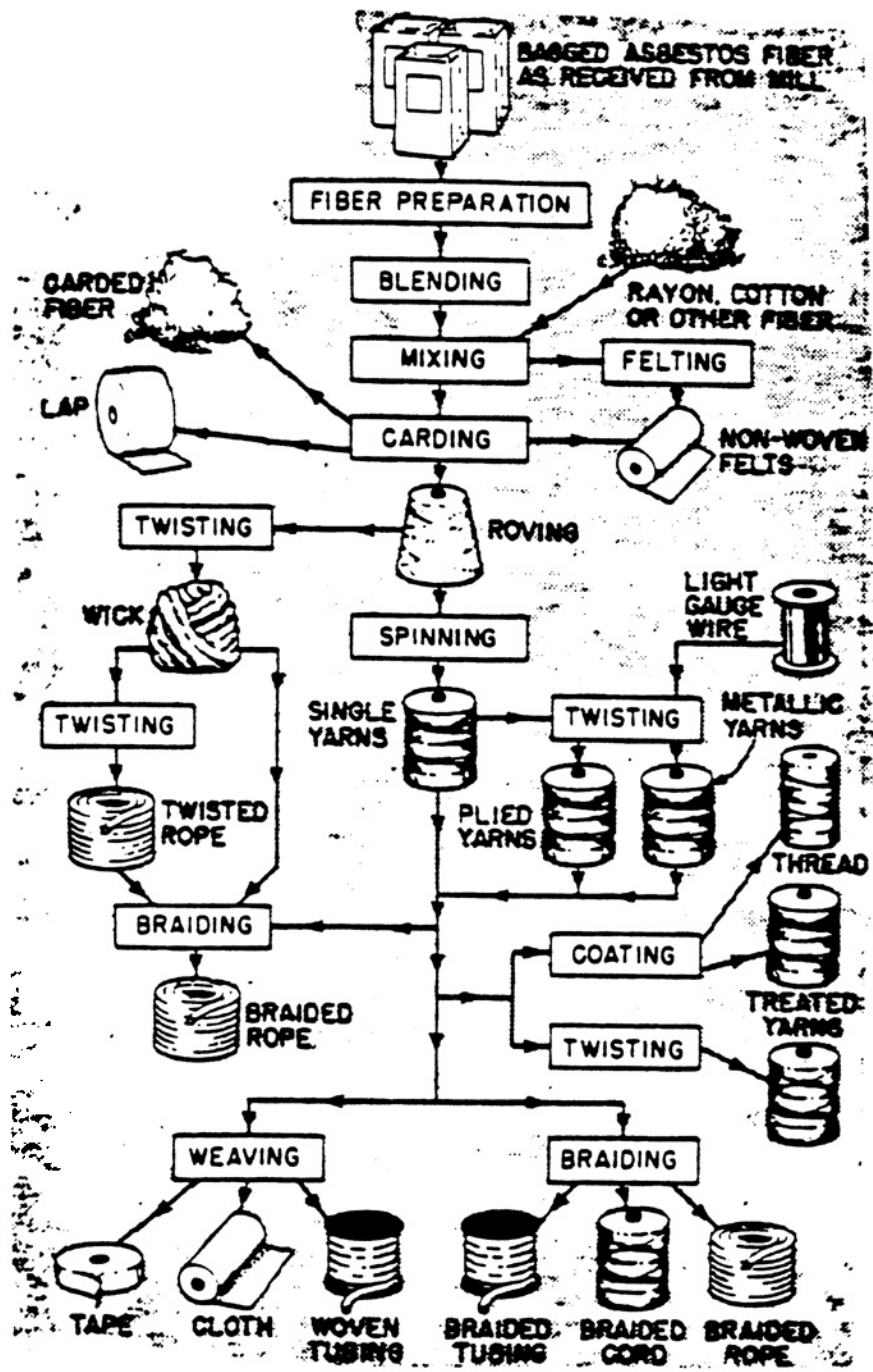 BAGGED ASBESTOS FIBER
AS RECEIVED FROM MILL
FIBER PREPARATION
BLENDING
CARDED
FIBER
RAYON, COTTON
OR OTHER FIBER
MIXING
FELTING
LAP
CARDING
NON-WOVEN
FELTS
TWISTING
ROVING
LIGHT
GAUGE
WIRE
WICK
SPINNING
TWISTING
SINGLE
YARNS
TWISTING
METALLIC
YARNS
TWISTED
ROPE
PLIED
YARNS
THREAD
BRAIDING
COATING
BRAIDED
ROPE
TREATED
YARNS
TWISTING
WEAVING
BRAIDING
TAPE
CLOTH
WOVEN
TUBING
BRAIDED
TUBING
BRAIDED
CORD
BRAIDED
ROPE